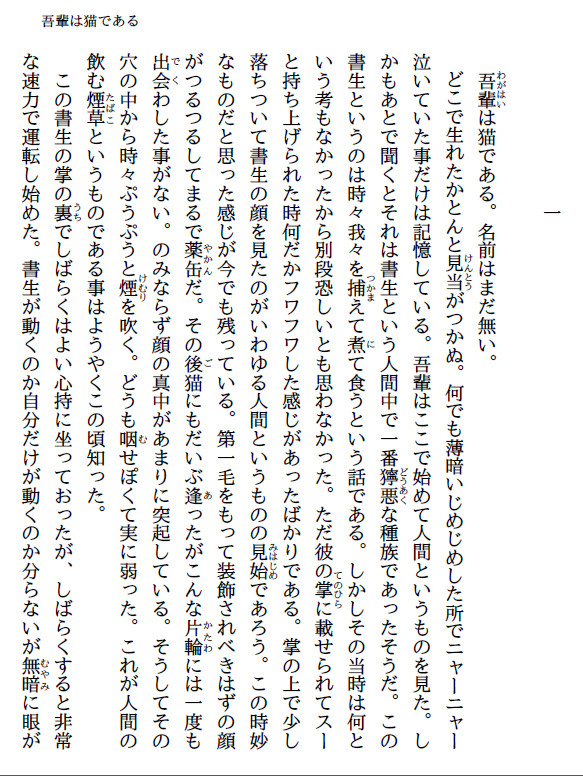 吾輩は猫である
一
吾輩は猫である。名前はまだ無い。
どこで生れたかとんと見当がつかぬ。何でも薄暗いじめじめした所でニャーニャー
泣いていた事だけは記憶している。吾輩はここで始めて人間というものを見た。し
かもあとで聞くとそれは書生という人間中で一番獰悪な種族であったそうだ。この
書生というのは時々我々を捕えて煮て食うという話である。しかしその当時は何と
いう考もなかったから別段恐しいとも思わなかった。ただ彼の掌に載せられてスー
と持ち上げられた時何だかフワフワした感じがあったばかりである。掌の上で少し
落ちついて書生の顔を見たのがいわゆる人間というものの見始であろう。この時妙
なものだと思った感じが今でも残っている。第一毛をもって装飾されべきはずの顔
がつるつるしてまるで薬缶だ。その後猫にもだいぶ逢ったがこんな片輪には一度も
出会わした事がない。のみならず顔の真中があまりに突起している。そうしてその
穴の中から時々ぷうぷうと煙を吹く。どうも咽せぽくて実に弱った。これが人間の
飲む煙草というものである事はようやくこの頃知った。
この書生の掌の裏でしばらくはよい心持に坐っておったが、しばらくすると非常
な速力で運転し始めた。書生が動くのか自分だけが動くのか分らないが無暗に眼が